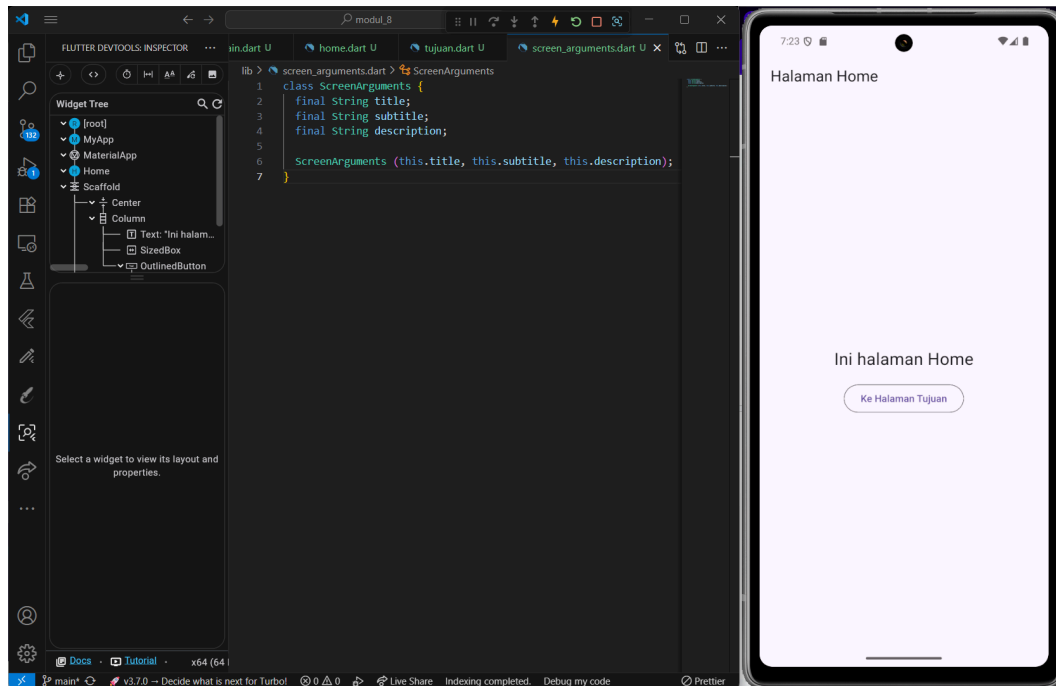 modul_8
FLUTTER DEVTOOLS: INSPECTOR
ain.dart U
home.dart U
tujuan.dart U
screen_arguments.dart U
lib > screen_arguments.dart > ScreenArguments
Widget Tree
[root]
MyApp
MaterialApp
Home
Scaffold
Center
Column
Text: "Ini halam...
SizedBox
OutlinedButton
Select a widget to view its layout and
properties.
Docs
Tutorial
x64 (64
132
1
1 class ScreenArguments {
2 final String title;
3 final String subtitle;
4 final String description;
5
6 ScreenArguments (this.title, this.subtitle, this.description);
7 }
main*
v3.7.0 → Decide what is next for Turbo!
0
0
Live Share
Indexing completed.
Debug my code
Prettier
7:23
Halaman Home
Ini halaman Home
Ke Halaman Tujuan